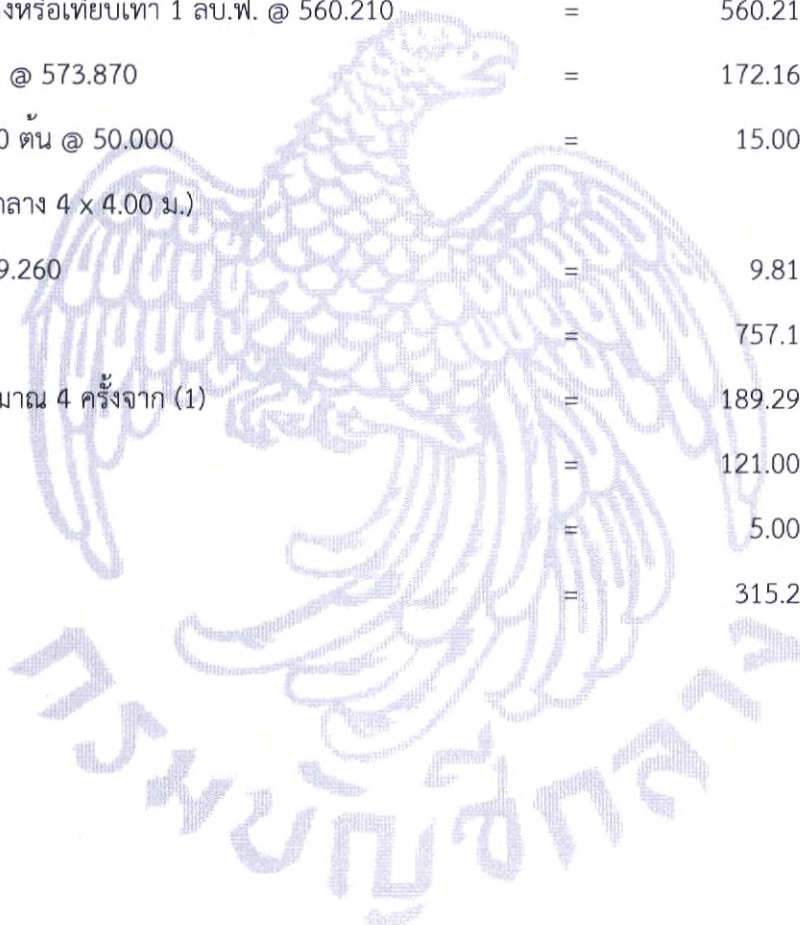 งหรือเทียบเท่า 1 ลบ.ฟ. @ 560.210 = 560.21
@ 573.870 = 172.16
0 ต้น @ 50.000 = 15.00
กลาง 4 x 4.00 ม.)
9.260 = 9.81
= 757.1
มาณ 4 ครั้งจาก (1) = 189.29
= 121.00
= 5.00
= 315.2
กรมบัญชีกลาง